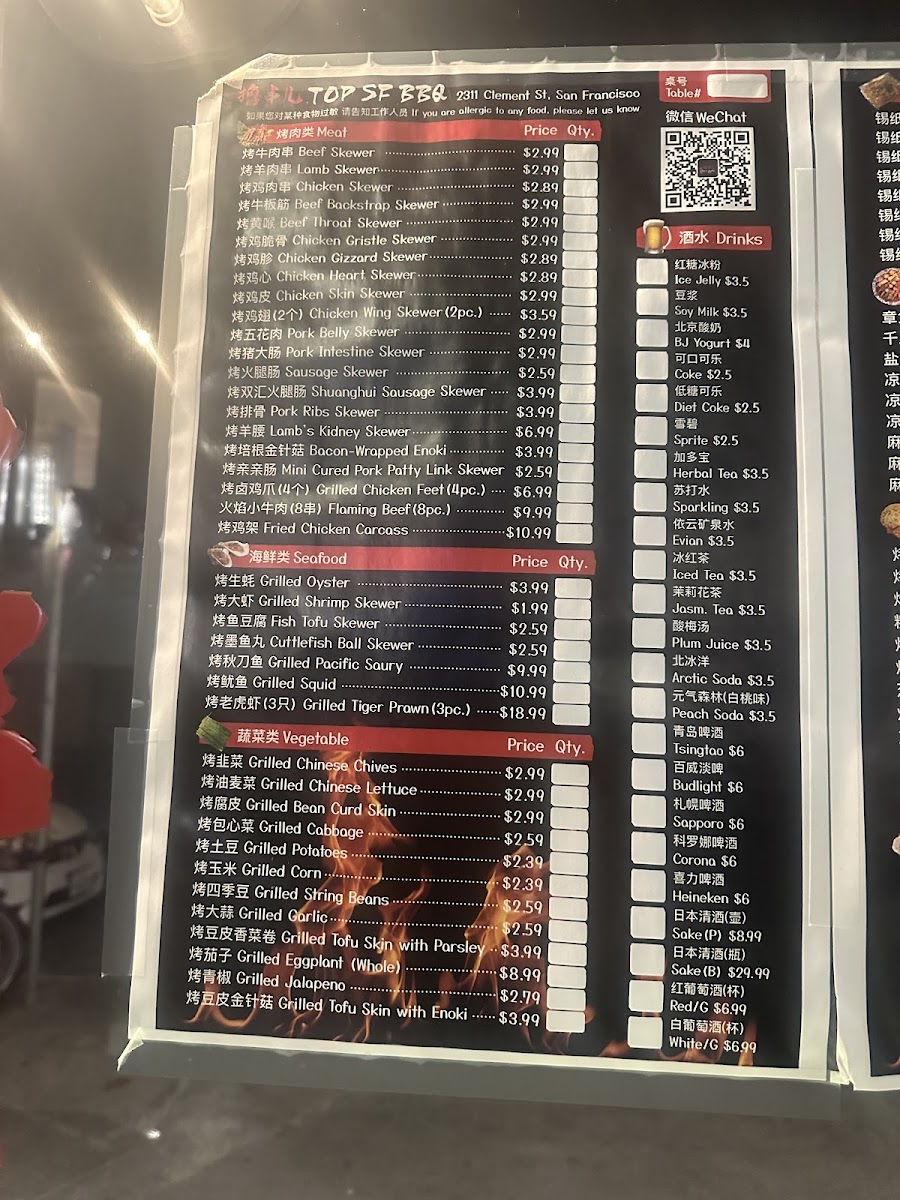 撸串儿 TOP SF BBQ 2311 Clement St, San Francisco
如果您对某种食物过敏 请告知工作人员 If you are allergic to any food, please let us know
烤肉类 Meat Price Qty.
烤牛肉串 Beef Skewer $2.99
烤羊肉串 Lamb Skewer $2.99
烤鸡肉串 Chicken Skewer $2.89
烤牛板筋 Beef Backstrap Skewer $2.99
烤黄喉 Beef Throat Skewer $2.99
烤鸡脆骨 Chicken Gristle Skewer $2.99
烤鸡胗 Chicken Gizzard Skewer $2.89
烤鸡心 Chicken Heart Skewer $2.89
烤鸡皮 Chicken Skin Skewer $2.99
烤鸡翅(2个) Chicken Wing Skewer(2pc.) $3.59
烤五花肉 Pork Belly Skewer $2.99
烤猪大肠 Pork Intestine Skewer $2.99
烤火腿肠 Sausage Skewer $2.59
烤双汇火腿肠 Shuanghui Sausage Skewer $3.99
烤排骨 Pork Ribs Skewer $3.99
烤羊腰 Lamb's Kidney Skewer $6.99
烤培根金针菇 Bacon-Wrapped Enoki $3.99
烤亲亲肠 Mini Cured Pork Patty Link Skewer $2.59
烤卤鸡爪(4个) Grilled Chicken Feet(4pc.) $6.99
火焰小牛肉(8串) Flaming Beef(8pc.) $9.99
烤鸡架 Fried Chicken Carcass $10.99
海鲜类 Seafood Price Qty.
烤生蚝 Grilled Oyster $3.99
烤大虾 Grilled Shrimp Skewer $1.99
烤鱼豆腐 Fish Tofu Skewer $2.59
烤墨鱼丸 Cuttlefish Ball Skewer $2.59
烤秋刀鱼 Grilled Pacific Saury $9.99
烤鱿鱼 Grilled Squid $10.99
烤老虎虾(3只) Grilled Tiger Prawn(3pc.) $18.99
蔬菜类 Vegetable Price Qty.
烤韭菜 Grilled Chinese Chives $2.99
烤油麦菜 Grilled Chinese Lettuce $2.99
烤腐皮 Grilled Bean Curd Skin $2.99
烤包心菜 Grilled Cabbage $2.59
烤土豆 Grilled Potatoes $2.39
烤玉米 Grilled Corn $2.39
烤四季豆 Grilled String Beans $2.59
烤大蒜 Grilled Garlic $2.59
烤豆皮香菜卷 Grilled Tofu Skin with Parsley $3.99
烤茄子 Grilled Eggplant (Whole) $8.99
烤青椒 Grilled Jalapeno $2.79
烤豆皮金针菇 Grilled Tofu Skin with Enoki $3.99
桌号
Table#
微信 WeChat
酒水 Drinks
红糖冰粉
Ice Jelly $3.5
豆浆
Soy Milk $3.5
北京酸奶
BJ Yogurt $4
可口可乐
Coke $2.5
低糖可乐
Diet Coke $2.5
雪碧
Sprite $2.5
加多宝
Herbal Tea $3.5
苏打水
Sparkling $3.5
依云矿泉水
Evian $3.5
冰红茶
Iced Tea $3.5
茉莉花茶
Jasm. Tea $3.5
酸梅汤
Plum Juice $3.5
北冰洋
Arctic Soda $3.5
元气森林(白桃味)
Peach Soda $3.5
青岛啤酒
Tsingtao $6
百威淡啤
Budlight $6
札幌啤酒
Sapporo $6
科罗娜啤酒
Corona $6
喜力啤酒
Heineken $6
日本清酒(壶)
Sake(P) $8.99
日本清酒(瓶)
Sake(B) $29.99
红葡萄酒(杯)
Red/G $6.99
白葡萄酒(杯)
White/G $6.99